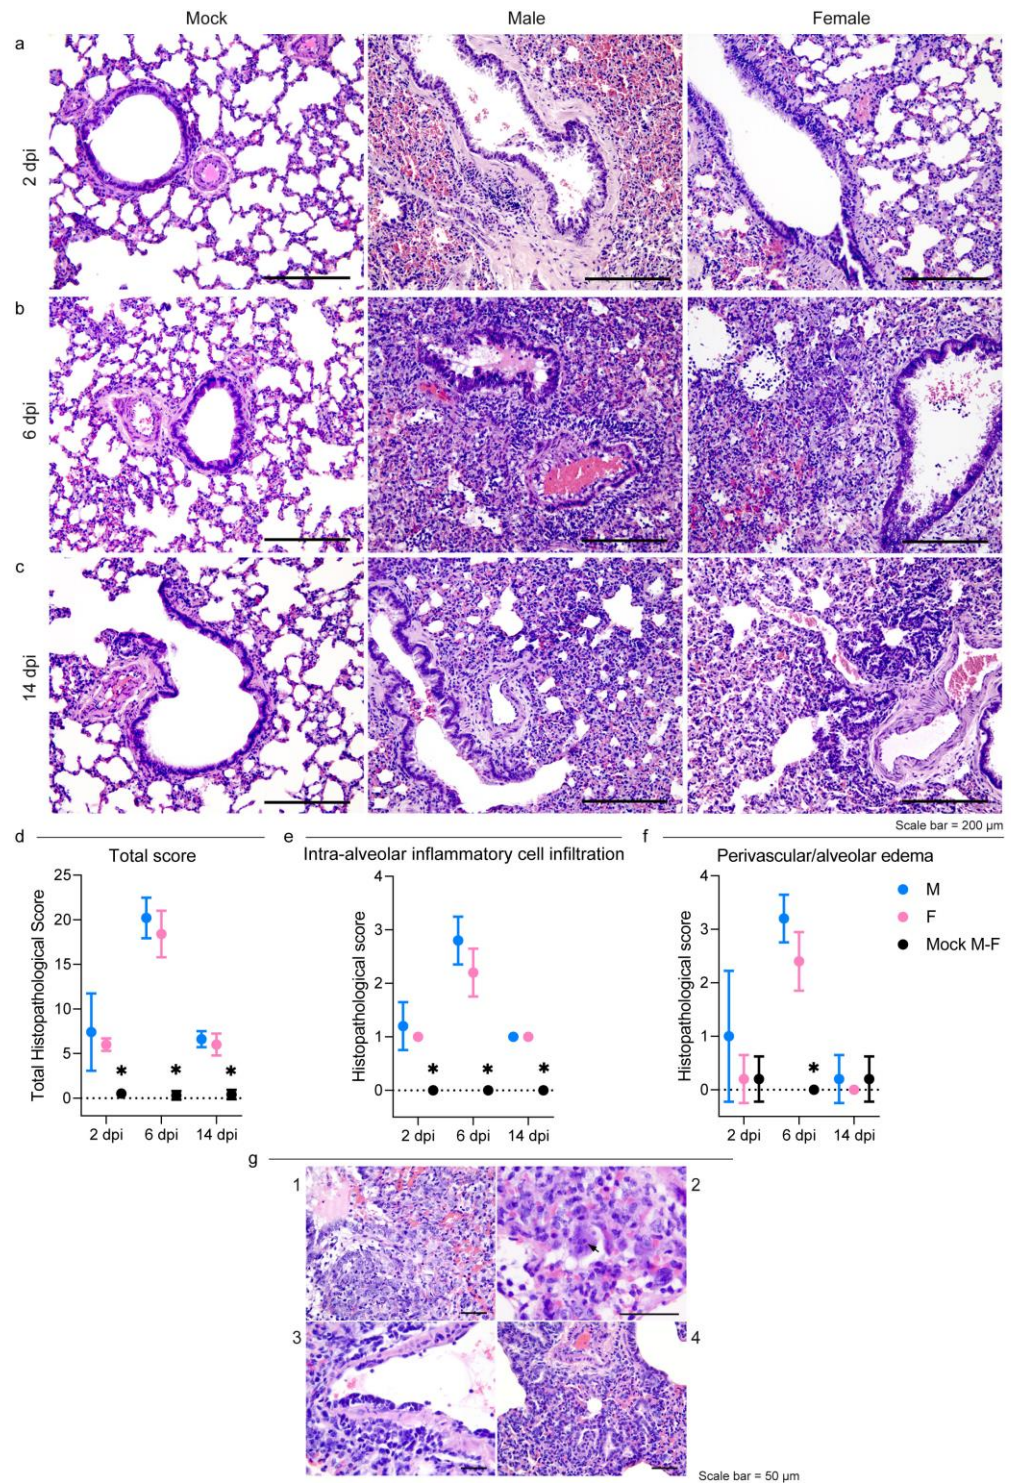 Mock Male Female
a
2 dpi
b
6 dpi
c
14 dpi
Scale bar = 200 µm
d
Total score
Total Histopathological Score
25
20
15
10
5
0
* * *
2 dpi 6 dpi 14 dpi
e
Intra-alveolar inflammatory cell infiltration
Histopathological score
4
3
2
1
0
* * *
2 dpi 6 dpi 14 dpi
f
Perivascular/alveolar edema
Histopathological score
4
3
2
1
0
*
2 dpi 6 dpi 14 dpi
M
F
Mock M-F
g
1 2
3 4
Scale bar = 50 µm